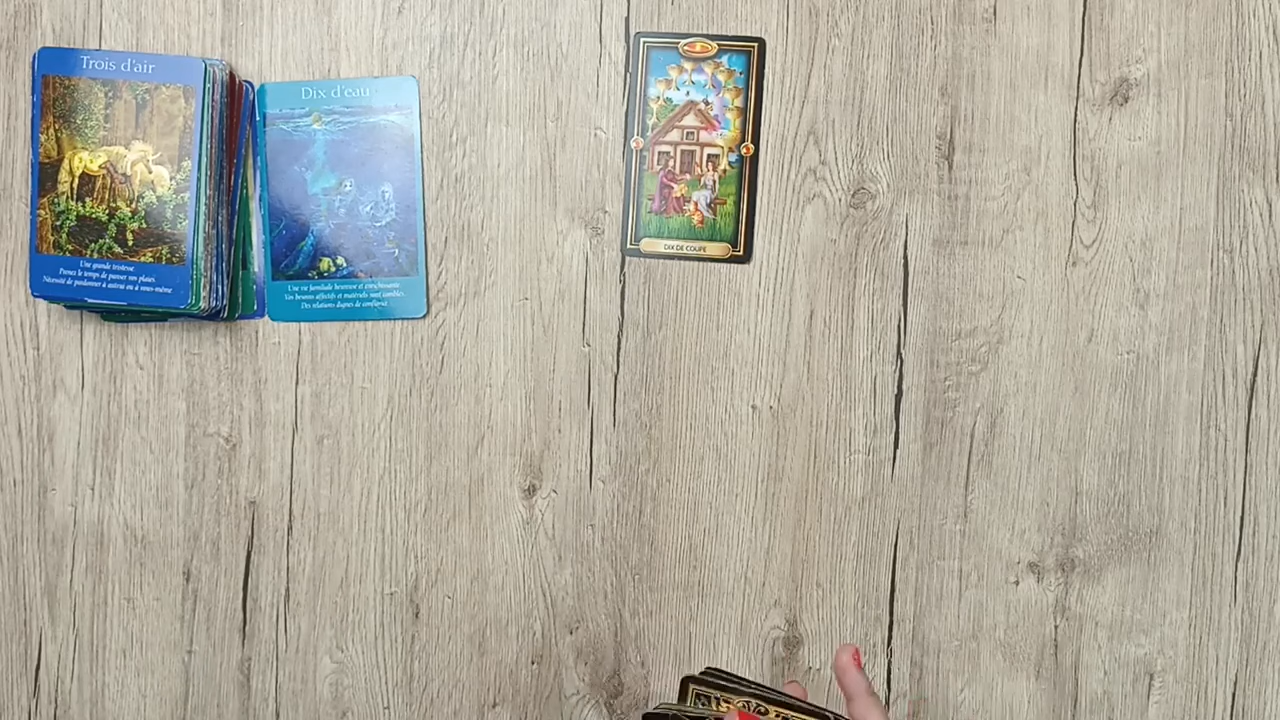 Trois d'air
Une grande tristesse
Prenez le temps de panser vos plaies
Nécessité de pardonner à autrui ou à vous-même
Dix d'eau
Une vie familiale heureuse et enrichissante
Vos besoins affectifs et matériels sont comblés
Des relations dignes de confiance
DIX DE COUPE